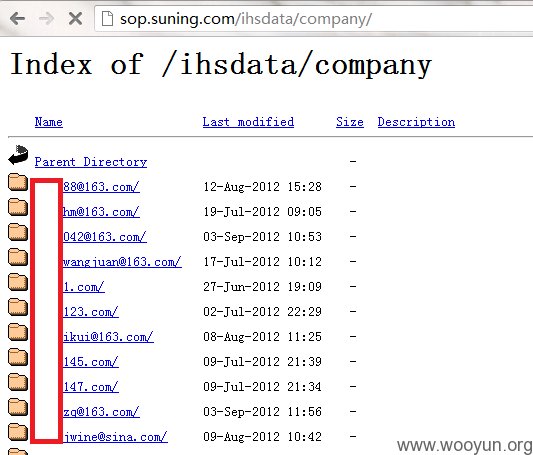 sop.suning.com/ihsdata/company/
Index of /ihsdata/company
Name Last modified Size Description
Parent Directory -
88@163.com/ 12-Aug-2012 15:28 -
hm@163.com/ 19-Jul-2012 09:05 -
042@163.com/ 03-Sep-2012 10:53 -
wangjuan@163.com/ 17-Jul-2012 10:12 -
1.com/ 27-Jun-2012 19:09 -
123.com/ 02-Jul-2012 22:29 -
ikui@163.com/ 08-Aug-2012 11:25 -
145.com/ 09-Jul-2012 21:39 -
147.com/ 09-Jul-2012 21:34 -
zq@163.com/ 03-Sep-2012 11:56 -
jwine@sina.com/ 09-Aug-2012 10:42 -
www.wooyun.org